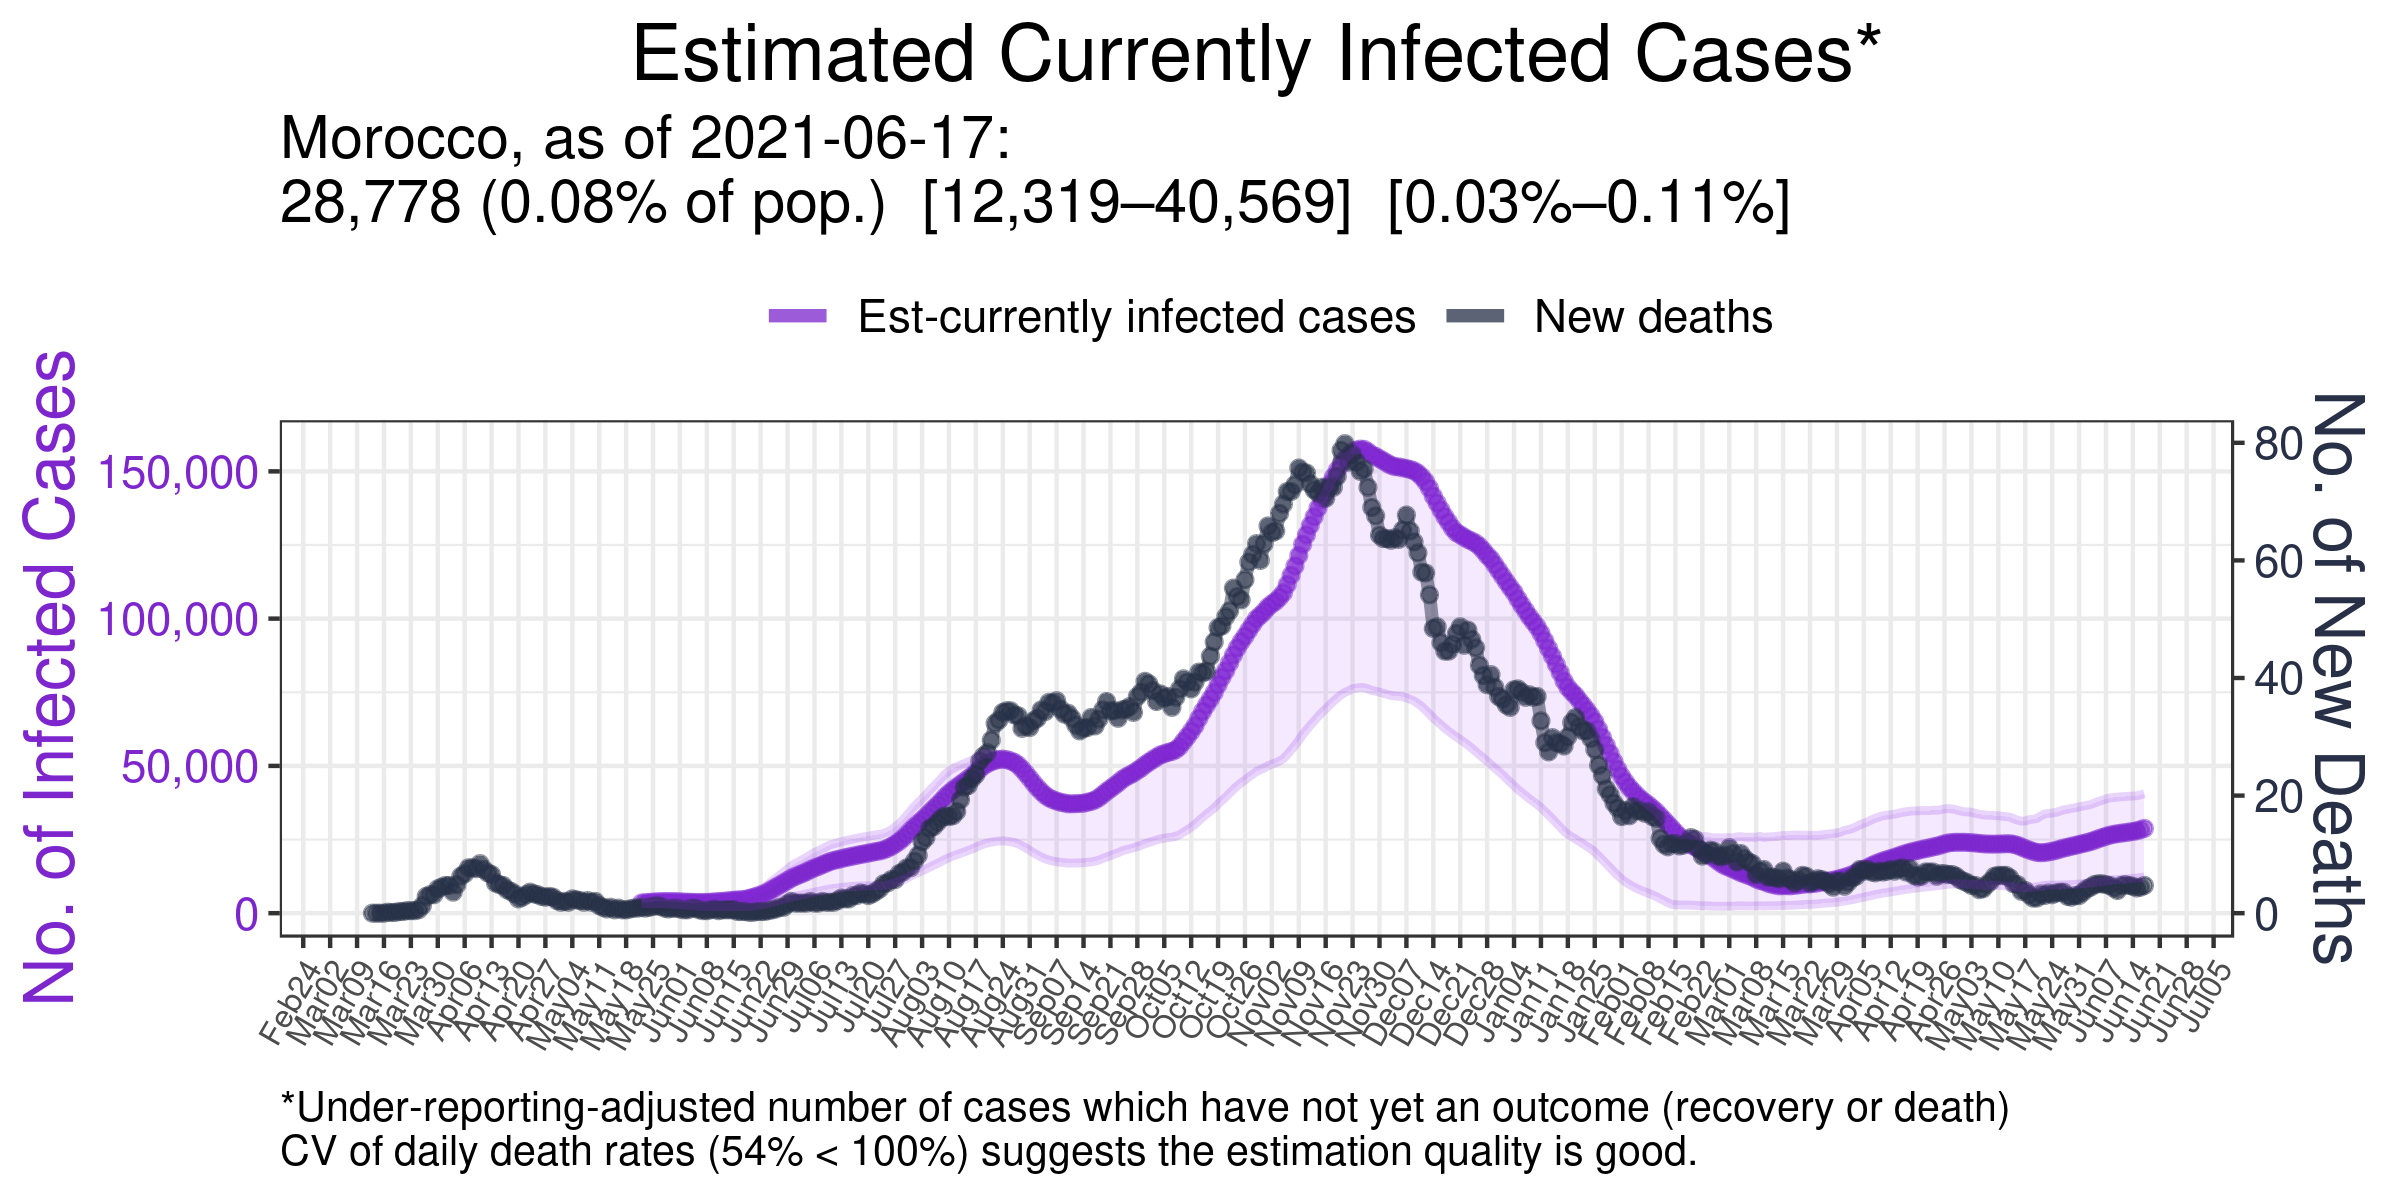 Estimated Currently Infected Cases*
Morocco, as of 2021-06-17:
28,778 (0.08% of pop.) [12,319–40,569] [0.03%–0.11%]
Est-currently infected cases
New deaths
No. of Infected Cases
150,000
100,000
50,000
0
80
60
40
20
0
No. of New Deaths
Feb24
Mar02
Mar09
Mar16
Mar23
Mar30
Apr06
Apr13
Apr20
Apr27
May04
May11
May18
May25
Jun01
Jun08
Jun15
Jun22
Jun29
Jul06
Jul13
Jul20
Jul27
Aug03
Aug10
Aug17
Aug24
Aug31
Sep07
Sep14
Sep21
Sep28
Oct05
Oct12
Oct19
Oct26
Nov02
Nov09
Nov16
Nov23
Nov30
Dec07
Dec14
Dec21
Dec28
Jan04
Jan11
Jan18
Jan25
Feb01
Feb08
Feb15
Feb22
Mar01
Mar08
Mar15
Mar22
Mar29
Apr05
Apr12
Apr19
Apr26
May03
May10
May17
May24
May31
Jun07
Jun14
Jun21
Jun28
Jul05
*Under-reporting-adjusted number of cases which have not yet an outcome (recovery or death)
CV of daily death rates (54% < 100%) suggests the estimation quality is good.